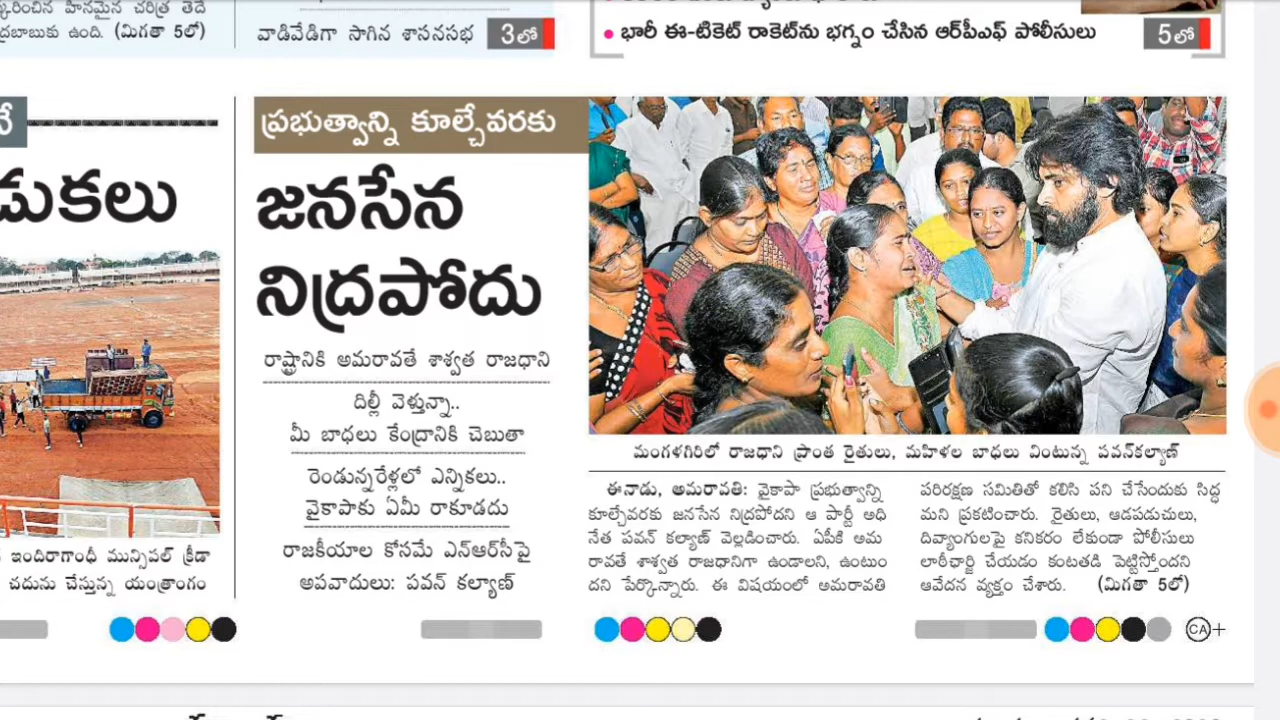 చరిత్ర తెదే
ద్రబాబుకు ఉంది. (మిగతా 5లో)
వాడివేడిగా సాగిన శాసనసభ 3లో
• భారీ ఈ-టికెట్ రాకెట్‌ను భగ్నం చేసిన ఆర్‌పీఎఫ్ పోలీసులు 5లో
నే
డుకలు
ఇందిరాగాంధీ మున్సిపల్ క్రీడా
చదును చేస్తున్న యంత్రాంగం
ప్రభుత్వాన్ని కూల్చేవరకు
జనసేన
నిద్రపోదు
రాష్ట్రానికి అమరావతే శాశ్వత రాజధాని
దిల్లీ వెళ్తున్నా..
మీ బాధలు కేంద్రానికి చెబుతా
రెండున్నరేళ్లలో ఎన్నికలు..
వైకాపాకు ఏమీ రాకూడదు
రాజకీయాల కోసమే ఎన్ఆర్‌సీపై
అపవాదులు: పవన్ కల్యాణ్
మంగళగిరిలో రాజధాని ప్రాంత రైతులు, మహిళల బాధలు వింటున్న పవన్‌కల్యాణ్
ఈనాడు, అమరావతి: వైకాపా ప్రభుత్వాన్ని
కూల్చేవరకు జనసేన నిద్రపోదని ఆ పార్టీ అధి
నేత పవన్ కల్యాణ్ వెల్లడించారు. ఏపీకి అమ
రావతే శాశ్వత రాజధానిగా ఉండాలని, ఉంటుం
దని పేర్కొన్నారు. ఈ విషయంలో అమరావతి
పరిరక్షణ సమితితో కలిసి పని చేసేందుకు సిద్ధ
మని ప్రకటించారు. రైతులు, ఆడపడుచులు,
దివ్యాంగులపై కనికరం లేకుండా పోలీసులు
లాఠీఛార్జి చేయడం కంటతడి పెట్టిస్తోందని
ఆవేదన వ్యక్తం చేశారు. (మిగతా 5లో)
CA+